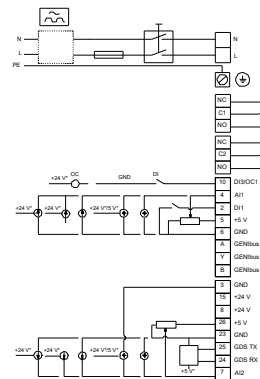 N N
L L
PE
NC
C1
NO
NC
C2
NO
OC GND DI 10 DI3/OC1
+24 V* 4 AI1
+24 V* +24 V* +24 V*/5 V* 2 DI1
5 +5 V
6 GND
A GENIbus
Y GENIbus
B GENIbus
3 GND
15 +24 V
8 +24 V
26 +5 V
23 GND
+24 V* +24 V* +24 V*/5 V* 25 GDS TX
24 GDS RX
+5 V* 7 AI2